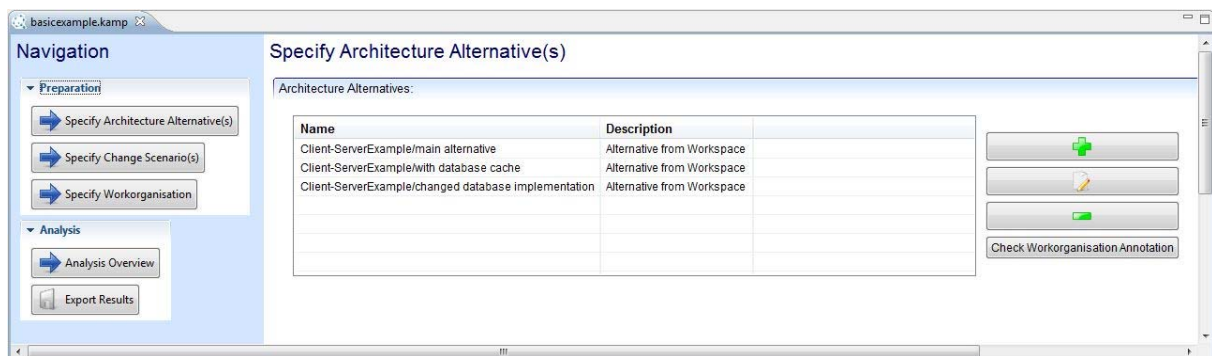 basicexample.kamp
Navigation
Preparation
Specify Architecture Alternative(s)
Specify Change Scenario(s)
Specify Workorganisation
Analysis
Analysis Overview
Export Results
Specify Architecture Alternative(s)
Architecture Alternatives:
Name Description
Client-ServerExample/main alternative Alternative from Workspace
Client-ServerExample/with database cache Alternative from Workspace
Client-ServerExample/changed database implementation Alternative from Workspace
Check Workorganisation Annotation